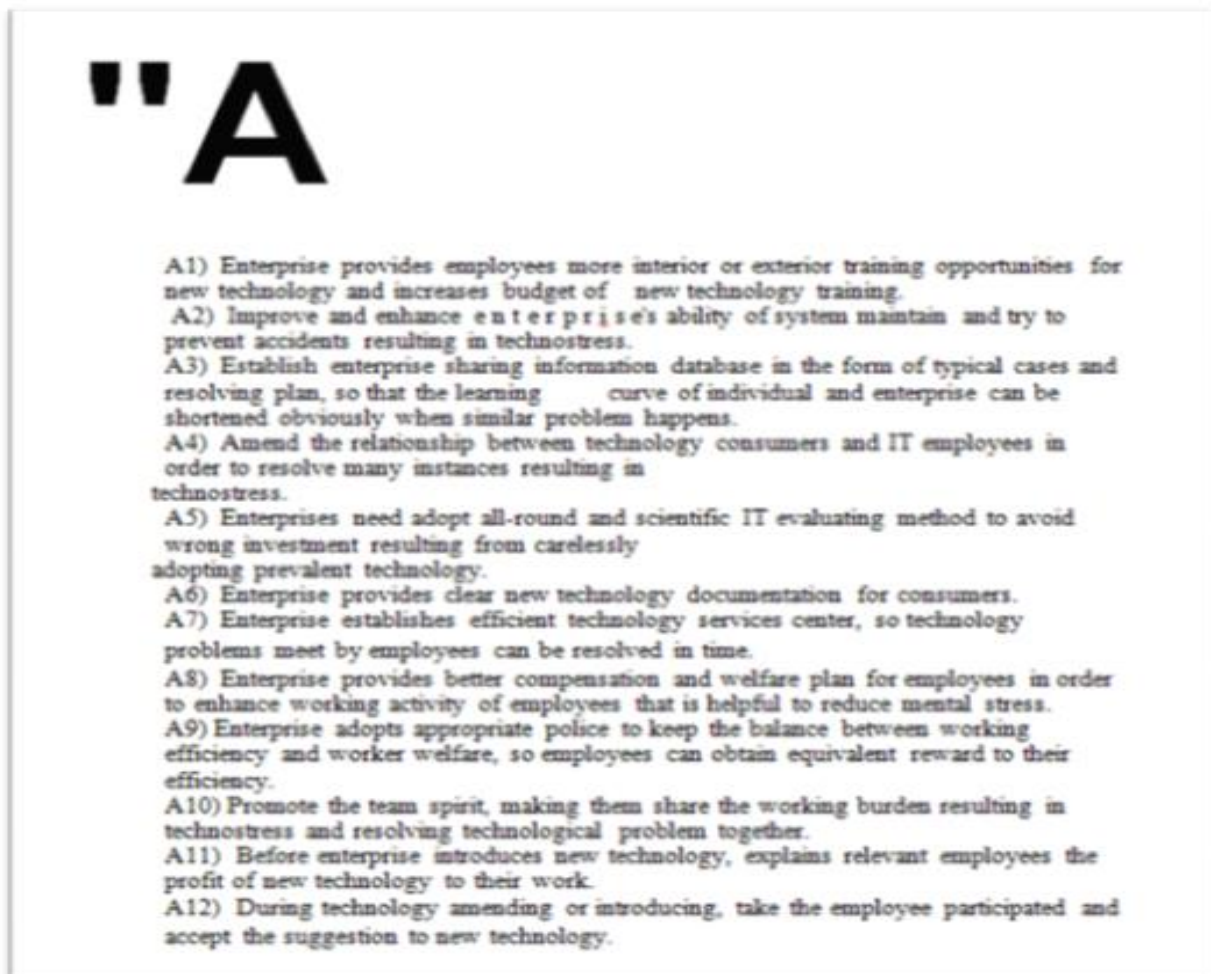 "A
A1) Enterprise provides employees more interior or exterior training opportunities for
new technology and increases budget of new technology training.
A2) Improve and enhance e n t e r p r i s e's ability of system maintain and try to
prevent accidents resulting in technostress.
A3) Establish enterprise sharing information database in the form of typical cases and
resolving plan, so that the learning curve of individual and enterprise can be
shortened obviously when similar problem happens.
A4) Amend the relationship between technology consumers and IT employees in
order to resolve many instances resulting in
technostress.
A5) Enterprises need adopt all-round and scientific IT evaluating method to avoid
wrong investment resulting from carelessly
adopting prevalent technology.
A6) Enterprise provides clear new technology documentation for consumers.
A7) Enterprise establishes efficient technology services center, so technology
problems meet by employees can be resolved in time.
A8) Enterprise provides better compensation and welfare plan for employees in order
to enhance working activity of employees that is helpful to reduce mental stress.
A9) Enterprise adopts appropriate police to keep the balance between working
efficiency and worker welfare, so employees can obtain equivalent reward to their
efficiency.
A10) Promote the team spirit, making them share the working burden resulting in
technostress and resolving technological problem together.
A11) Before enterprise introduces new technology, explains relevant employees the
profit of new technology to their work.
A12) During technology amending or introducing, take the employee participated and
accept the suggestion to new technology.